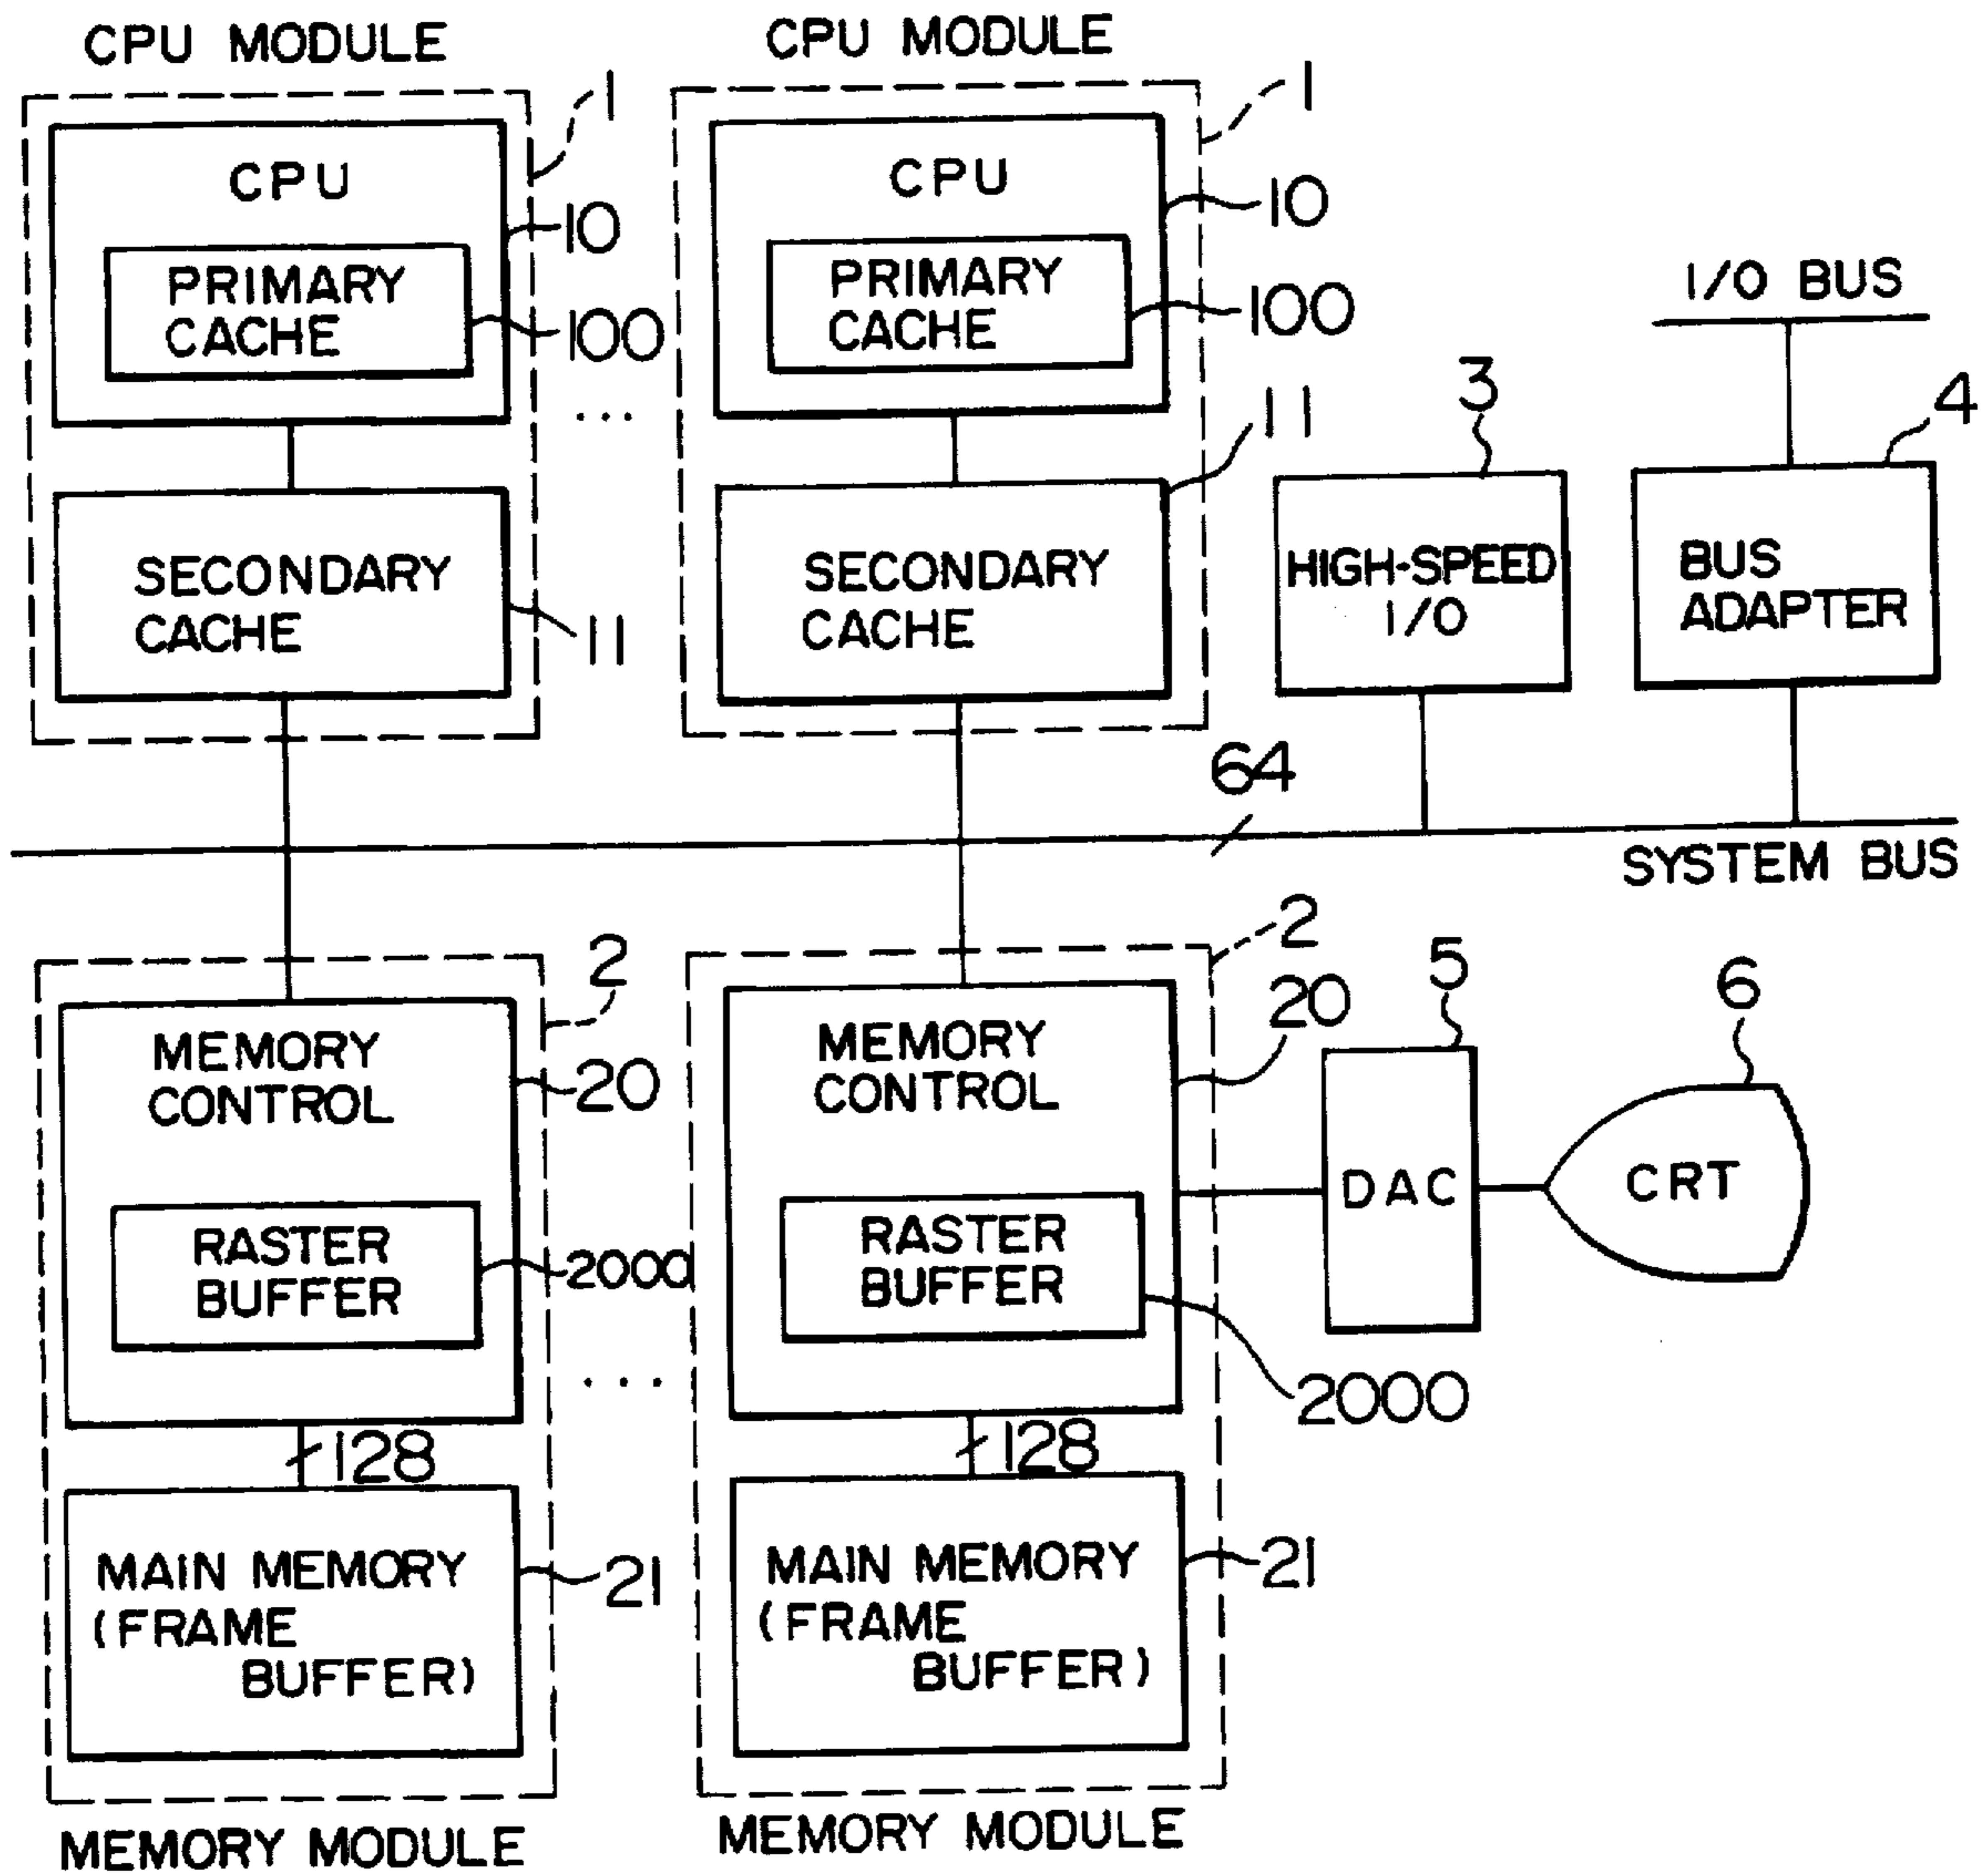 CPU MODULE
1
CPU
10
PRIMARY
CACHE
100
...
SECONDARY
CACHE
11
CPU MODULE
1
CPU
10
PRIMARY
CACHE
100
11
SECONDARY
CACHE
3
HIGH-SPEED
I/O
I/O BUS
4
BUS
ADAPTER
64
SYSTEM BUS
2
MEMORY
CONTROL
20
RASTER
BUFFER
2000
...
128
MAIN MEMORY
(FRAME
BUFFER)
21
MEMORY MODULE
2
20
MEMORY
CONTROL
RASTER
BUFFER
2000
128
MAIN MEMORY
(FRAME
BUFFER)
21
MEMORY MODULE
5
DAC
6
CRT